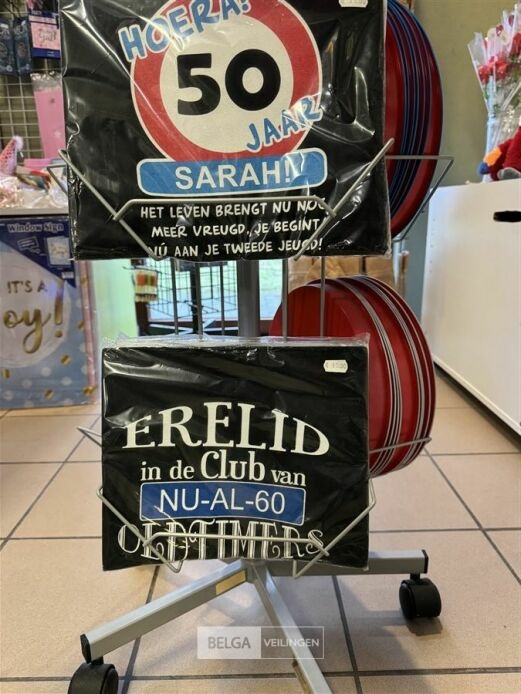 HOERA!
50
JAAR
SARAH!
HET LEVEN BRENGT NU NOG
MEER VREUGD, JE BEGINT
NÚ AAN JE TWEEDE JEUGD!
Window Sign
IT'S A
oy!
ERELID
in de Club van
NU-AL-60
OLDTIMERS
BELGA VEILINGEN